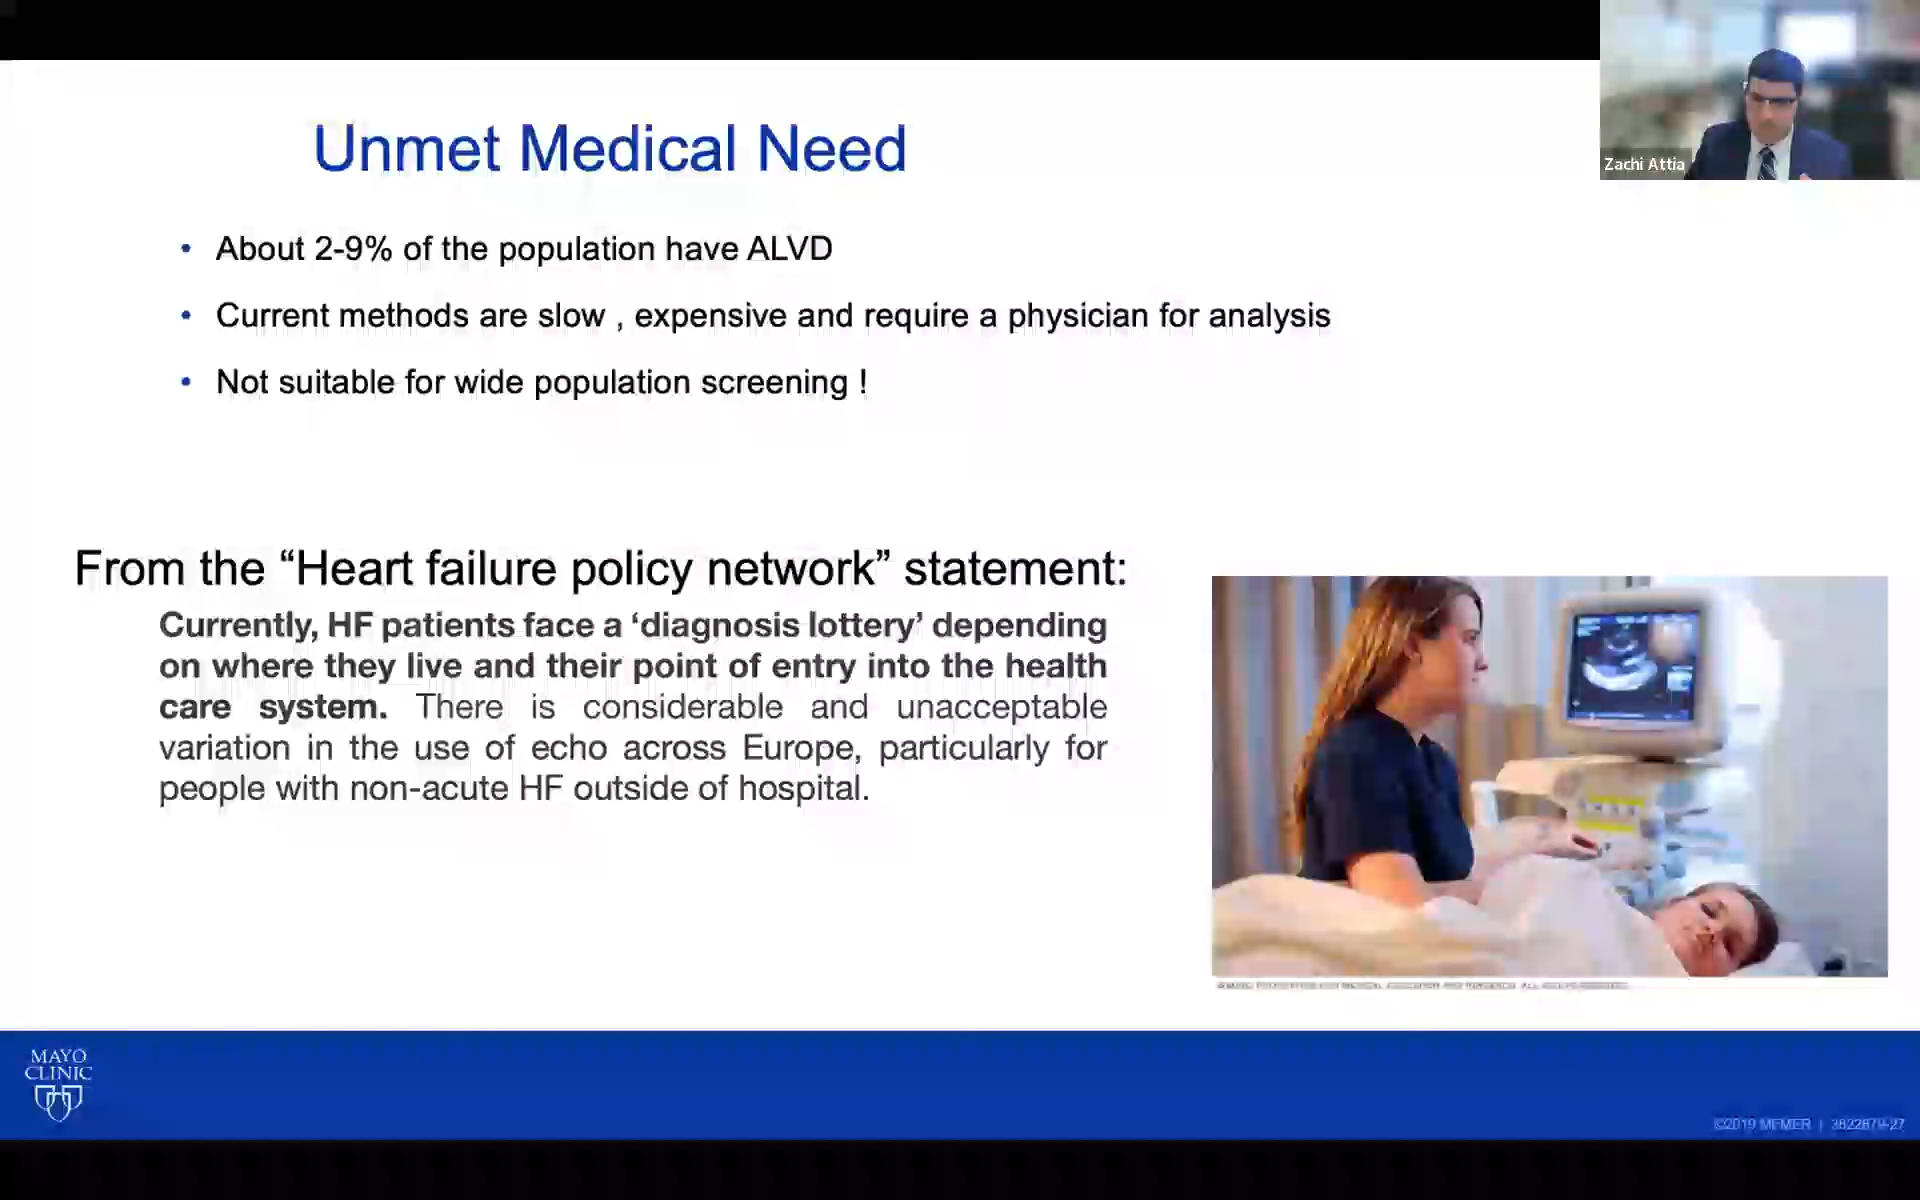 Unmet Medical Need
Zachi Attia
• About 2-9% of the population have ALVD
• Current methods are slow , expensive and require a physician for analysis
• Not suitable for wide population screening !
From the “Heart failure policy network” statement:
Currently, HF patients face a ‘diagnosis lottery’ depending
on where they live and their point of entry into the health
care system. There is considerable and unacceptable
variation in the use of echo across Europe, particularly for
people with non-acute HF outside of hospital.
MAYO
CLINIC
©2019 MFMER | 3822879-27